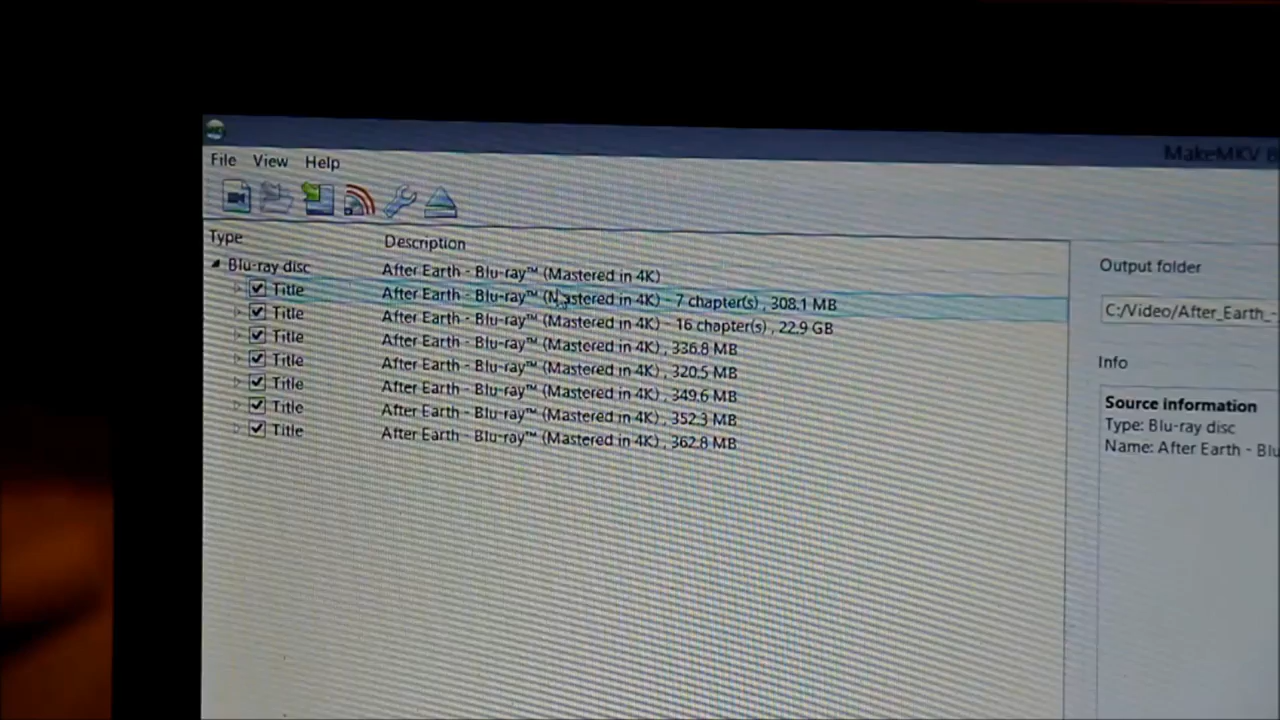 MakeMKV
File View Help
Type Description
Blu-ray disc After Earth - Blu-ray™ (Mastered in 4K)
Title After Earth - Blu-ray™ (Mastered in 4K) - 7 chapter(s) , 308.1 MB
Title After Earth - Blu-ray™ (Mastered in 4K) - 16 chapter(s) , 22.9 GB
Title After Earth - Blu-ray™ (Mastered in 4K) , 336.8 MB
Title After Earth - Blu-ray™ (Mastered in 4K) , 320.5 MB
Title After Earth - Blu-ray™ (Mastered in 4K) , 349.6 MB
Title After Earth - Blu-ray™ (Mastered in 4K) , 352.3 MB
Title After Earth - Blu-ray™ (Mastered in 4K) , 362.8 MB
Output folder
C:/Video/After_Earth_-
Info
Source information
Type: Blu-ray disc
Name: After Earth - Blu